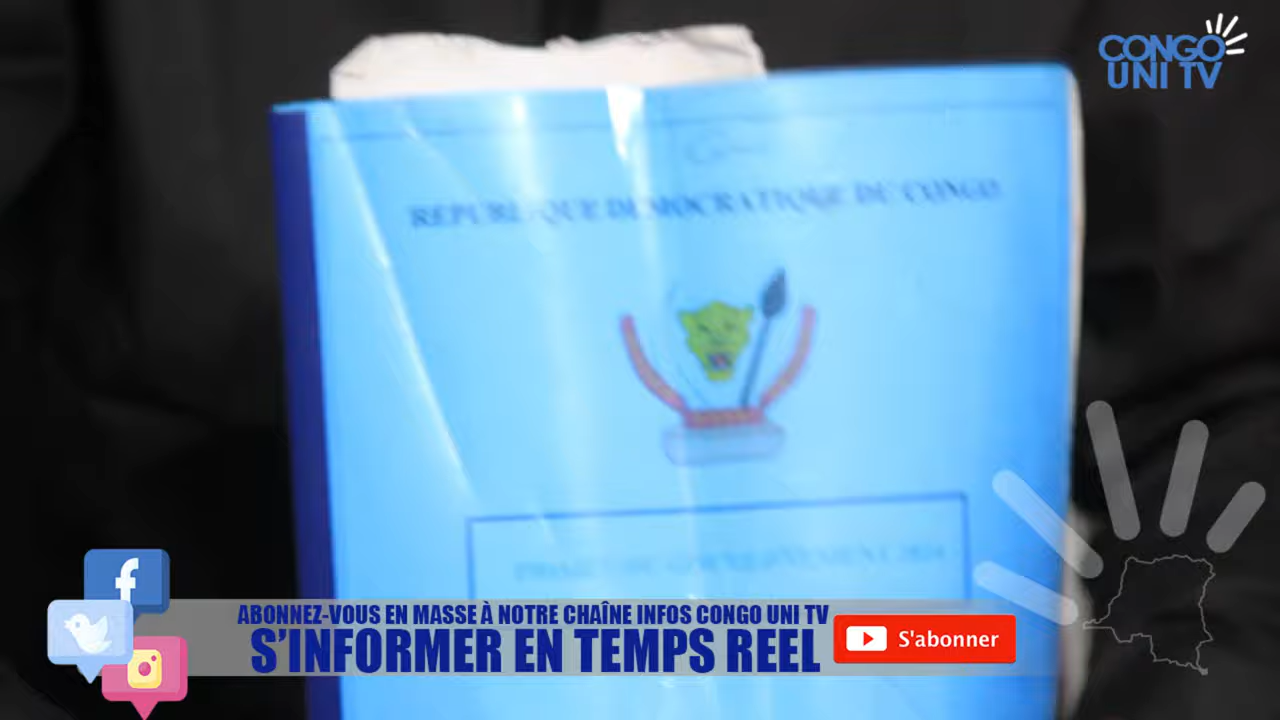 CONGO
UNI TV
REPUBLIQUE DEMOCRATIQUE DU CONGO
ABONNEZ-VOUS EN MASSE À NOTRE CHAÎNE INFOS CONGO UNI TV
S'INFORMER EN TEMPS REEL
S'abonner